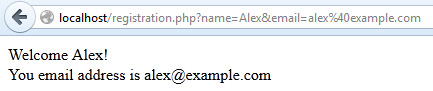 localhost/registration.php?name=Alex&email=alex%40example.com
Welcome Alex!
You email address is alex@example.com